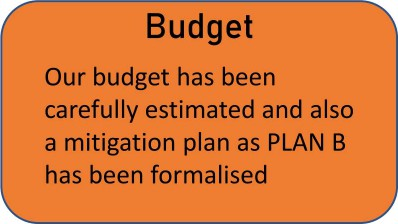 Budget
Our budget has been
carefully estimated and also
a mitigation plan as PLAN B
has been formalised